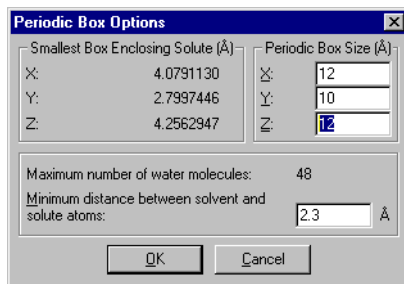 Periodic Box Options
Smallest Box Enclosing Solute (Å)
X: 4.0791130
Y: 2.7997446
Z: 4.2562947
Periodic Box Size (Å)
X: 12
Y: 10
Z: 12
Maximum number of water molecules: 48
Minimum distance between solvent and
solute atoms: 2.3 Å
OK Cancel